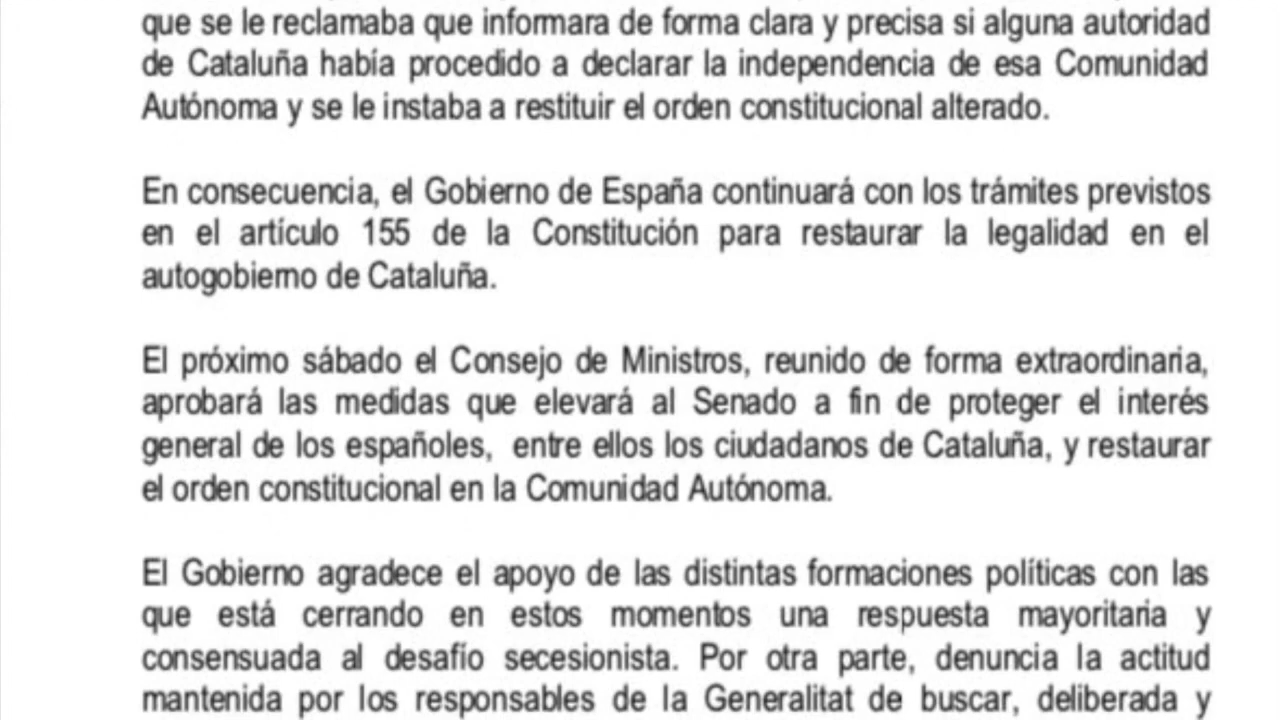 que se le reclamaba que informara de forma clara y precisa si alguna autoridad
de Cataluña había procedido a declarar la independencia de esa Comunidad
Autónoma y se le instaba a restituir el orden constitucional alterado.
En consecuencia, el Gobierno de España continuará con los trámites previstos
en el artículo 155 de la Constitución para restaurar la legalidad en el
autogobierno de Cataluña.
El próximo sábado el Consejo de Ministros, reunido de forma extraordinaria,
aprobará las medidas que elevará al Senado a fin de proteger el interés
general de los españoles, entre ellos los ciudadanos de Cataluña, y restaurar
el orden constitucional en la Comunidad Autónoma.
El Gobierno agradece el apoyo de las distintas formaciones políticas con las
que está cerrando en estos momentos una respuesta mayoritaria y
consensuada al desafío secesionista. Por otra parte, denuncia la actitud
mantenida por los responsables de la Generalitat de buscar, deliberada y